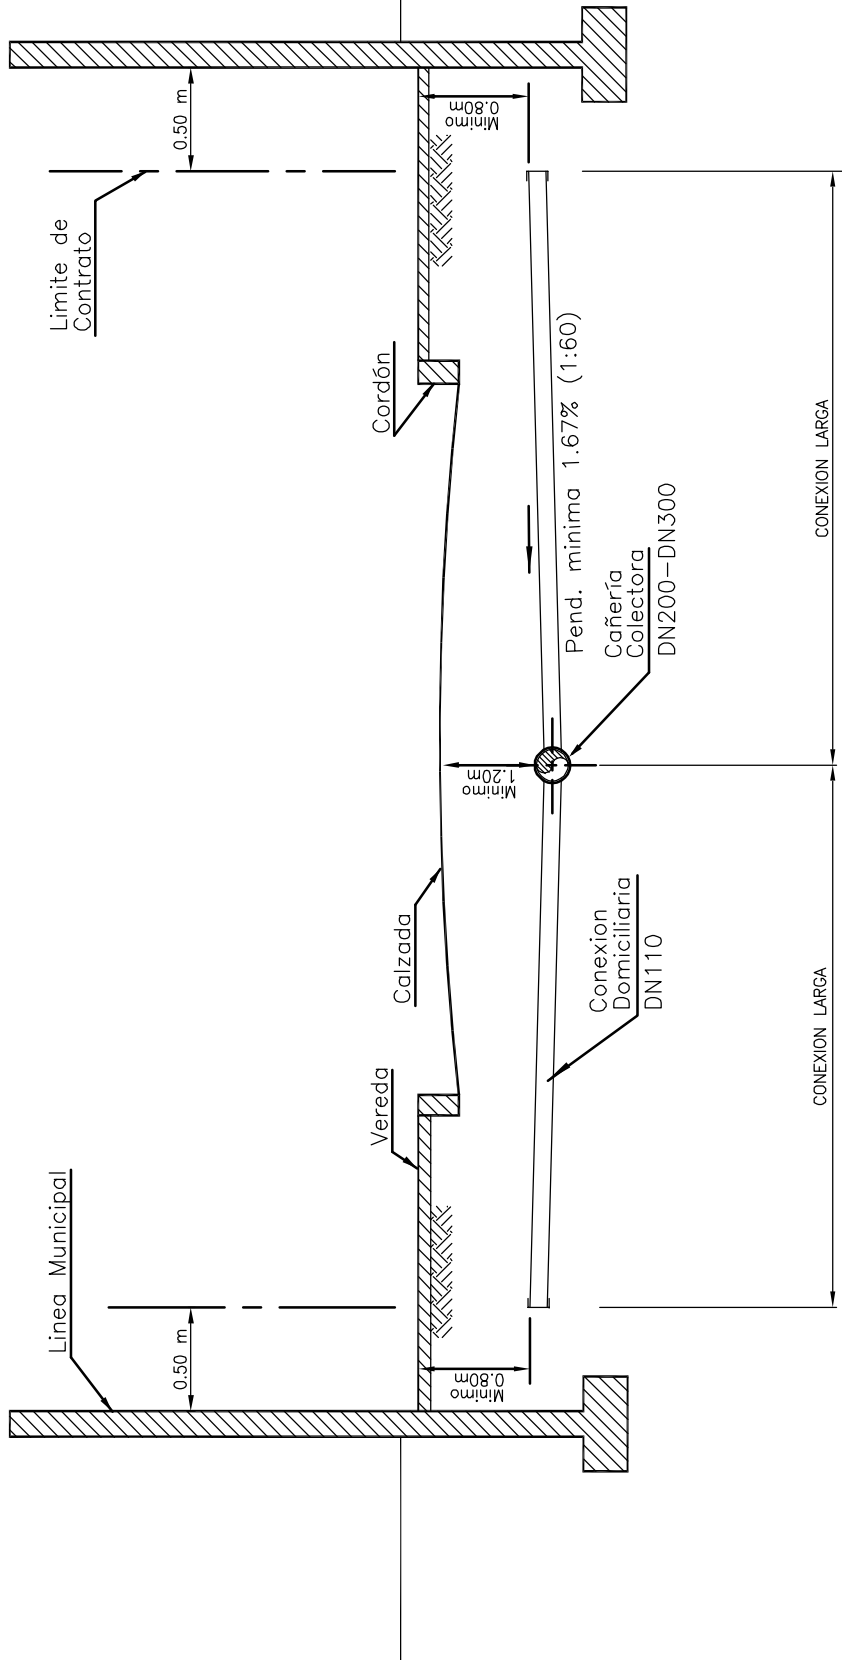 Linea Municipal
Limite de
Contrato
0.50 m
0.50 m
Vereda
Calzada
Cordón
Minimo
0.80m
Minimo
1.20m
Minimo
0.80m
Pend. minima 1.67% (1:60)
Conexion
Domiciliaria
DN110
Cañería
Colectora
DN200-DN300
CONEXION LARGA
CONEXION LARGA